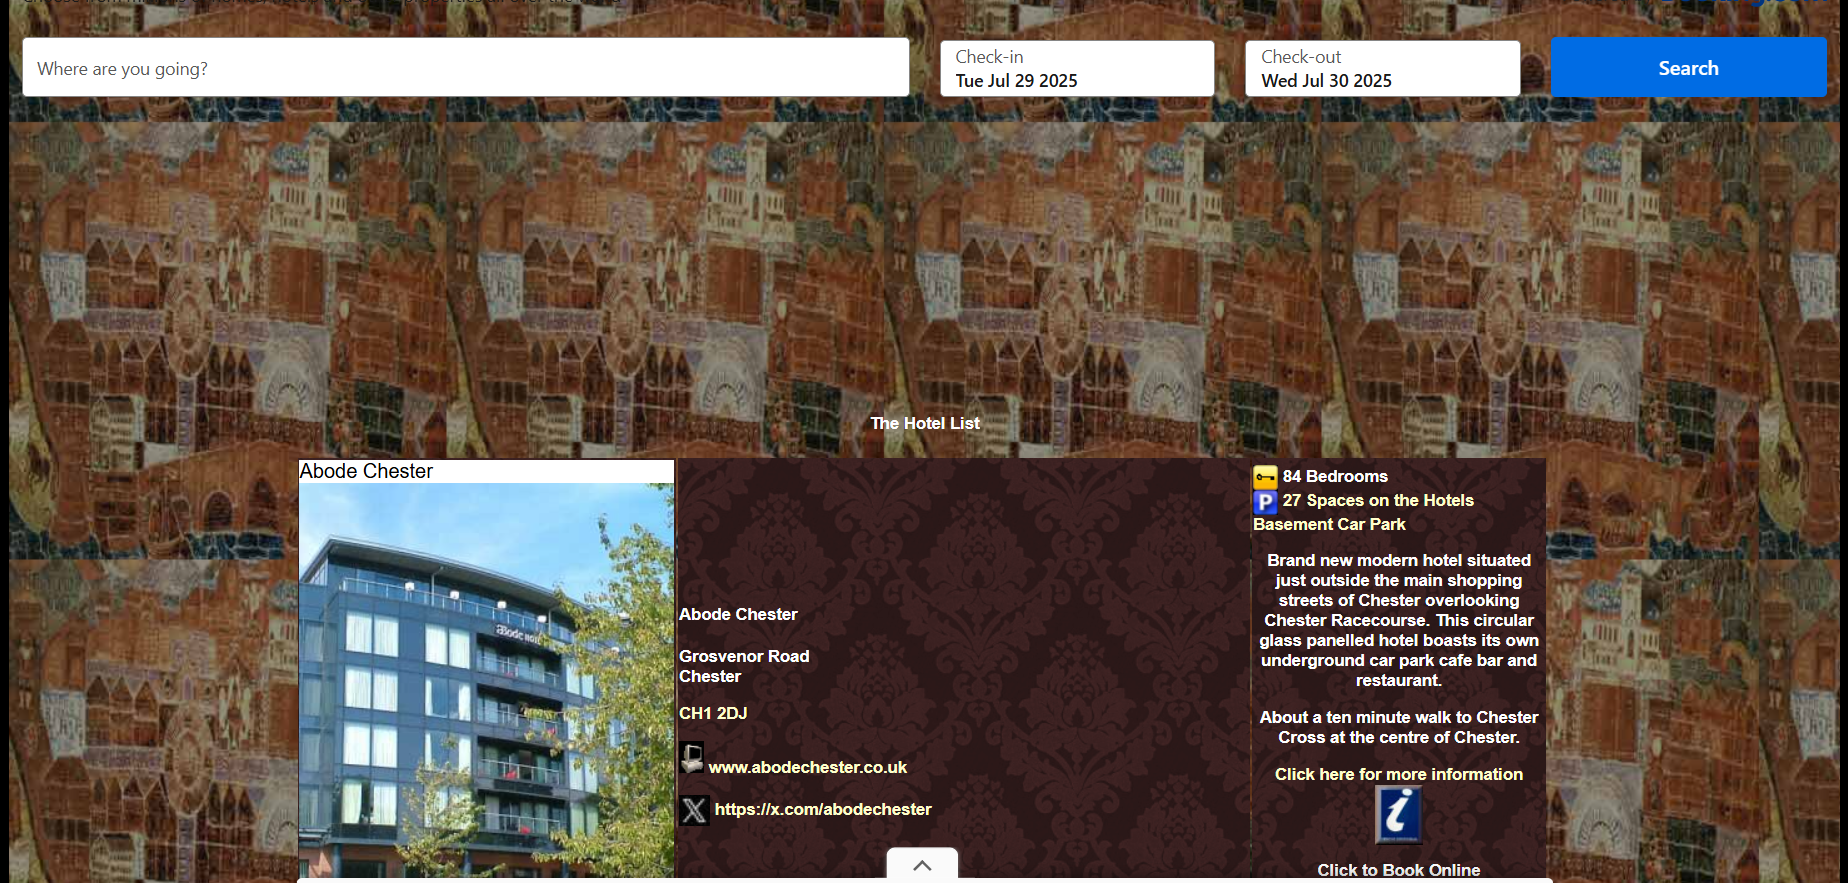 Where are you going?
Check-in
Tue Jul 29 2025
Check-out
Wed Jul 30 2025
Search
The Hotel List
Abode Chester
abode HOTEL
Abode Chester
Grosvenor Road
Chester
CH1 2DJ
www.abodechester.co.uk
https://x.com/abodechester
84 Bedrooms
P 27 Spaces on the Hotels
Basement Car Park
Brand new modern hotel situated
just outside the main shopping
streets of Chester overlooking
Chester Racecourse. This circular
glass panelled hotel boasts its own
underground car park cafe bar and
restaurant.
About a ten minute walk to Chester
Cross at the centre of Chester.
Click here for more information
i
Click to Book Online